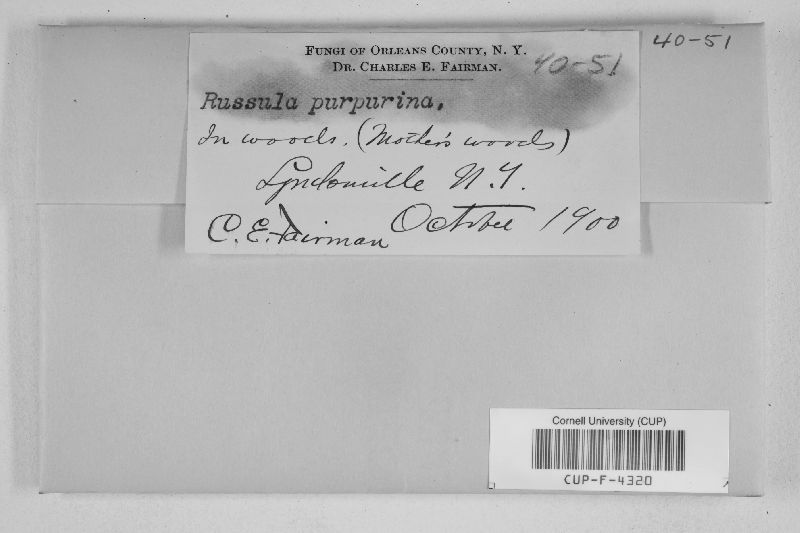 FUNGI OF ORLEANS COUNTY, N. Y.
DR. CHARLES E. FAIRMAN.
40-51
40-51
Russula purpurina.
In woods. (Mother's woods)
Lyndonville N.Y.
C. E. Fairman October 1900
Cornell University (CUP)
CUP-F-4320